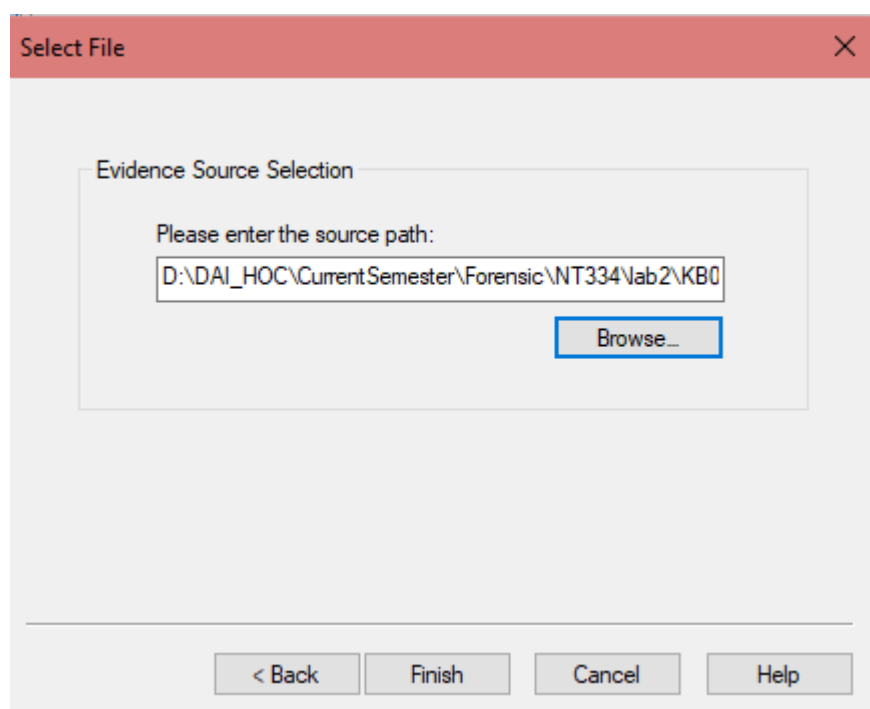 Select File
Evidence Source Selection
Please enter the source path:
D:\DAI_HOC\CurrentSemester\Forensic\NT334\lab2\KB0
Browse...
< Back
Finish
Cancel
Help